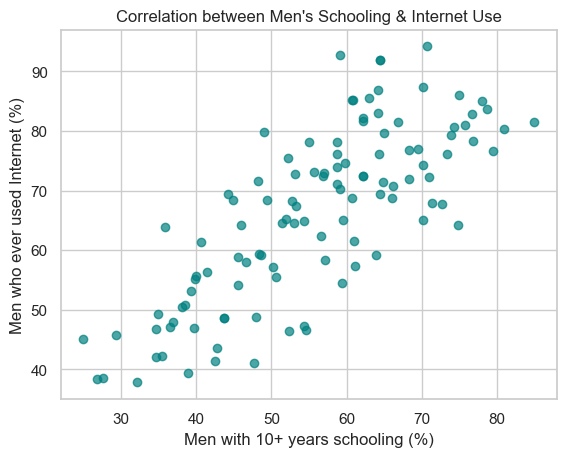 Correlation between Men's Schooling & Internet Use
Men who ever used Internet (%)
90
80
70
60
50
40
30 40 50 60 70 80
Men with 10+ years schooling (%)